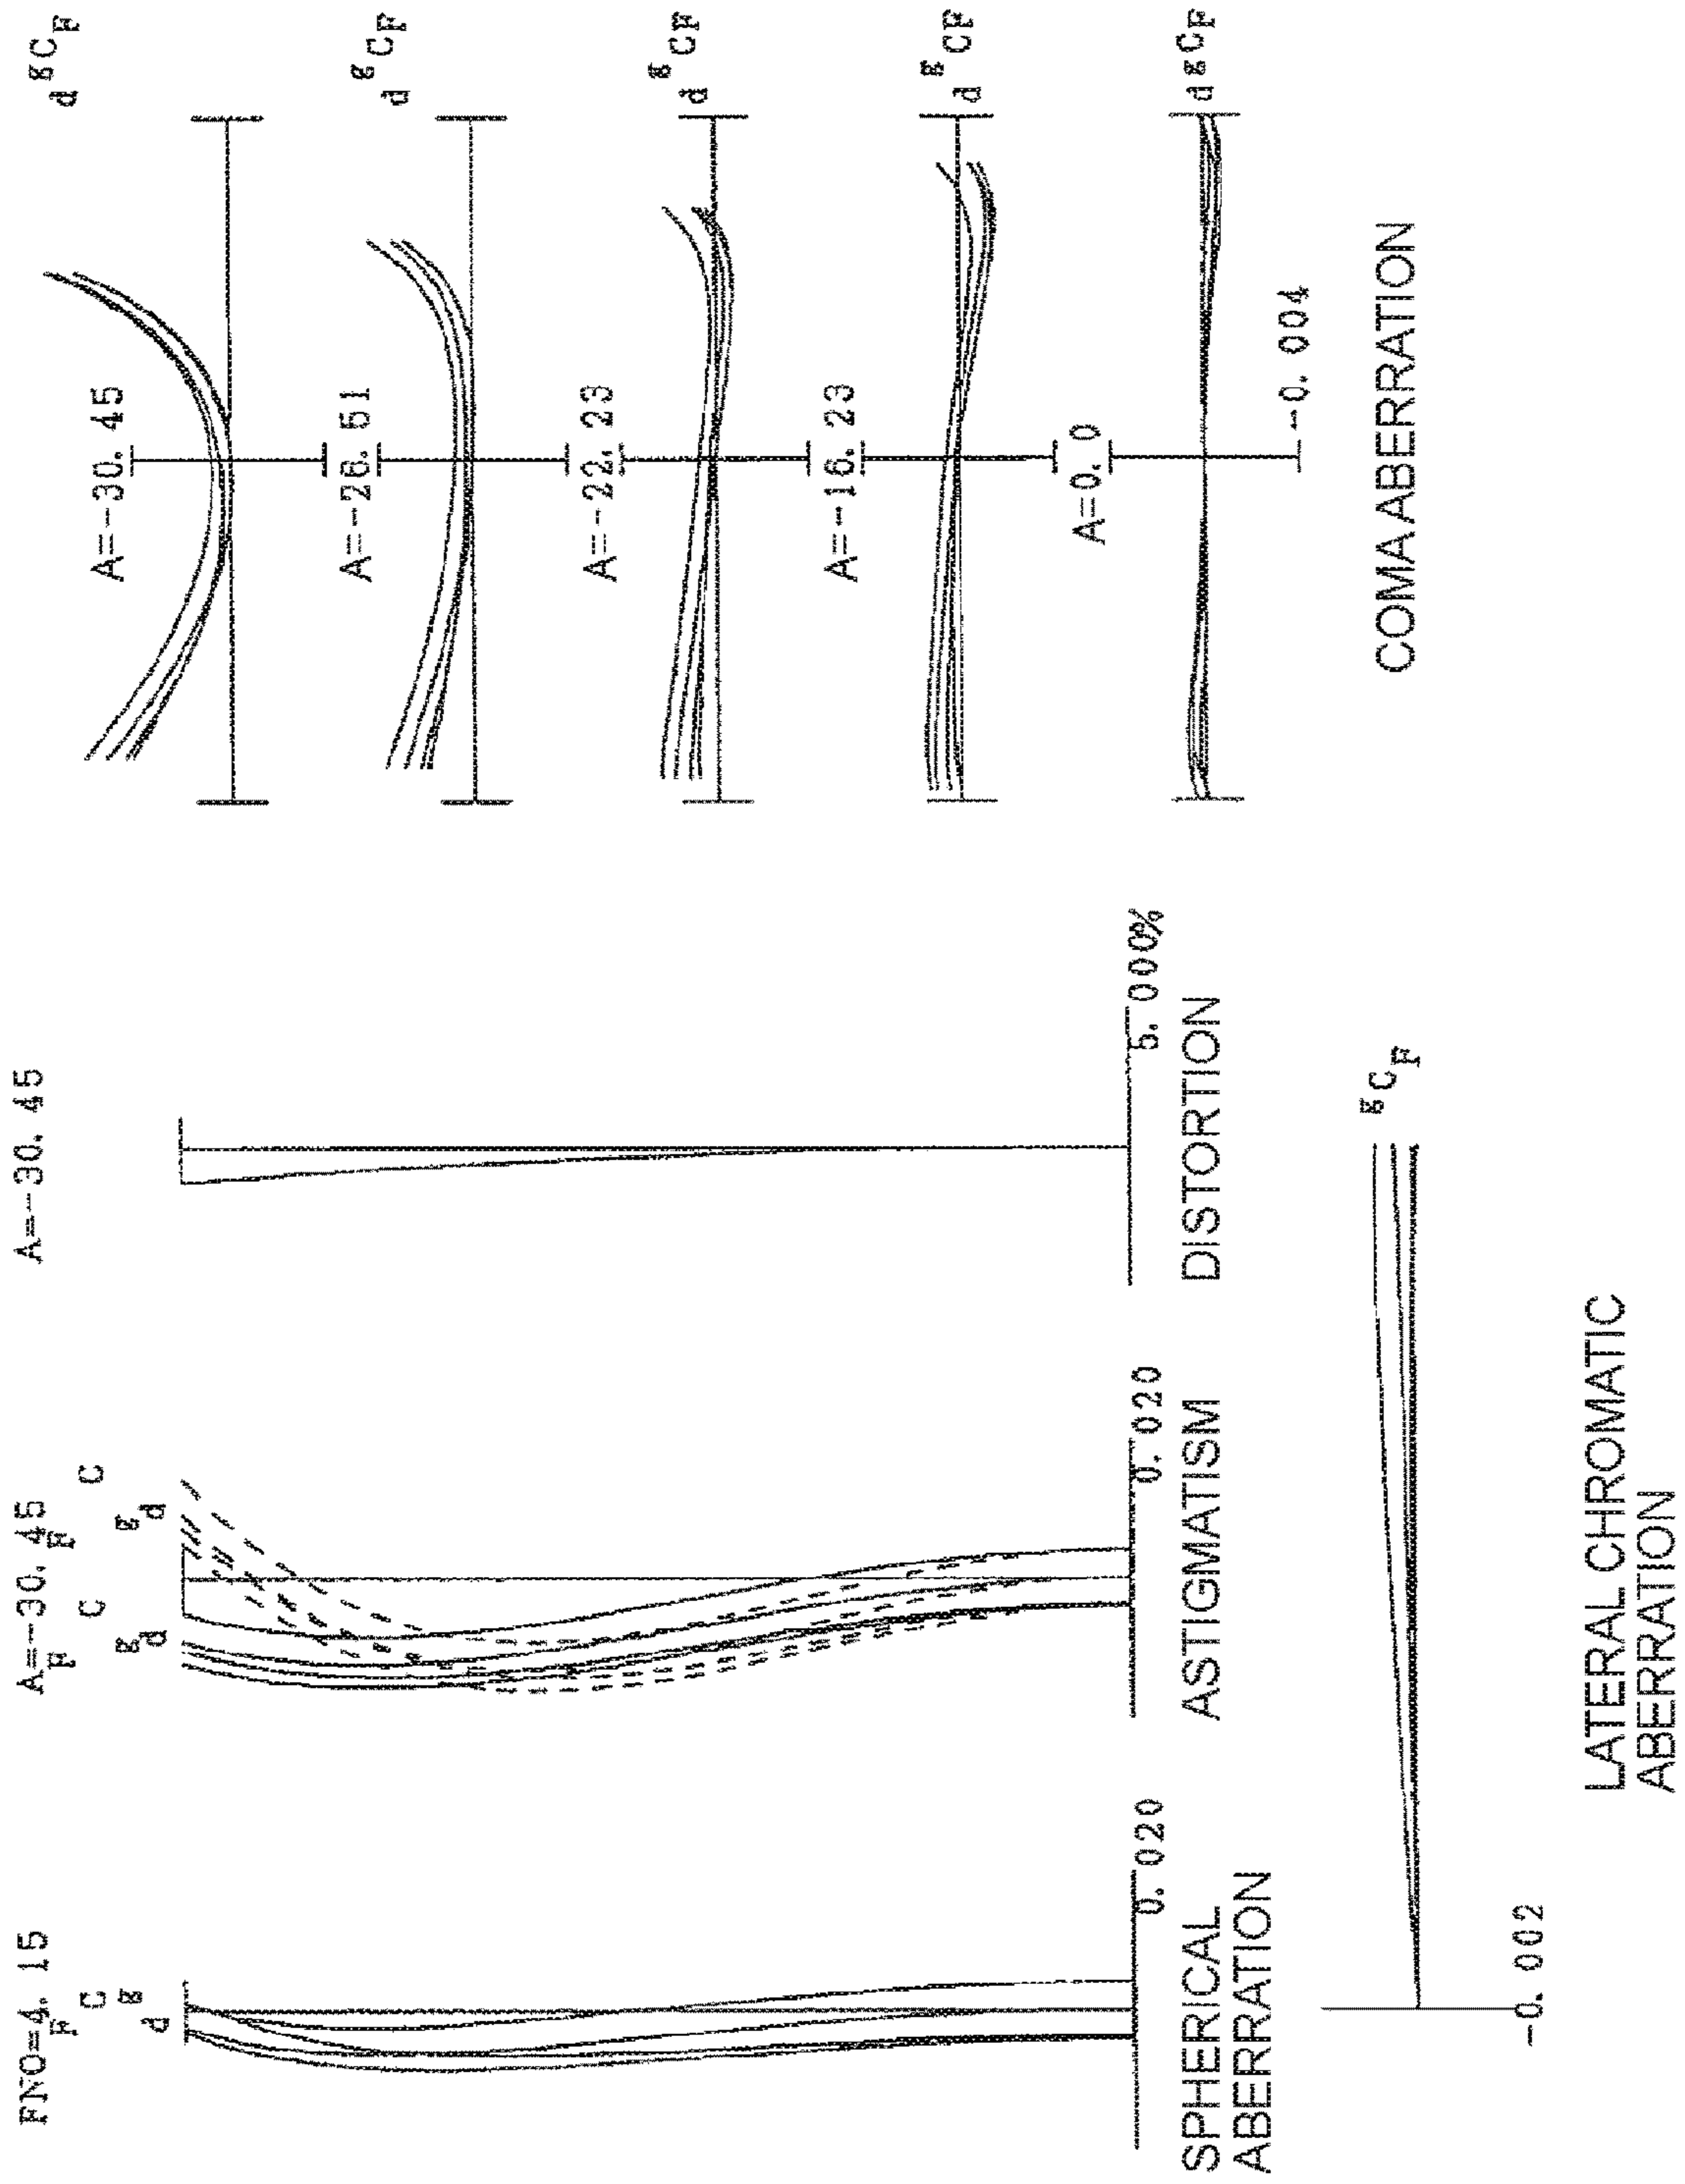 FNO=4. 15
F C
d g
0. 020
SPHERICAL
ABERRATION
A=-30. 45
F C F C
g d g d
0. 020
ASTIGMATISM
A=-30. 45
5. 000%
DISTORTION
g C F
-0. 002
LATERAL CHROMATIC
ABERRATION
d g C F
A=-30. 45
d g C F
A=-26. 51
d g C F
A=-22. 23
d g C F
A=-16. 23
d g C F
A=0. 0
-0. 004
COMA ABERRATION